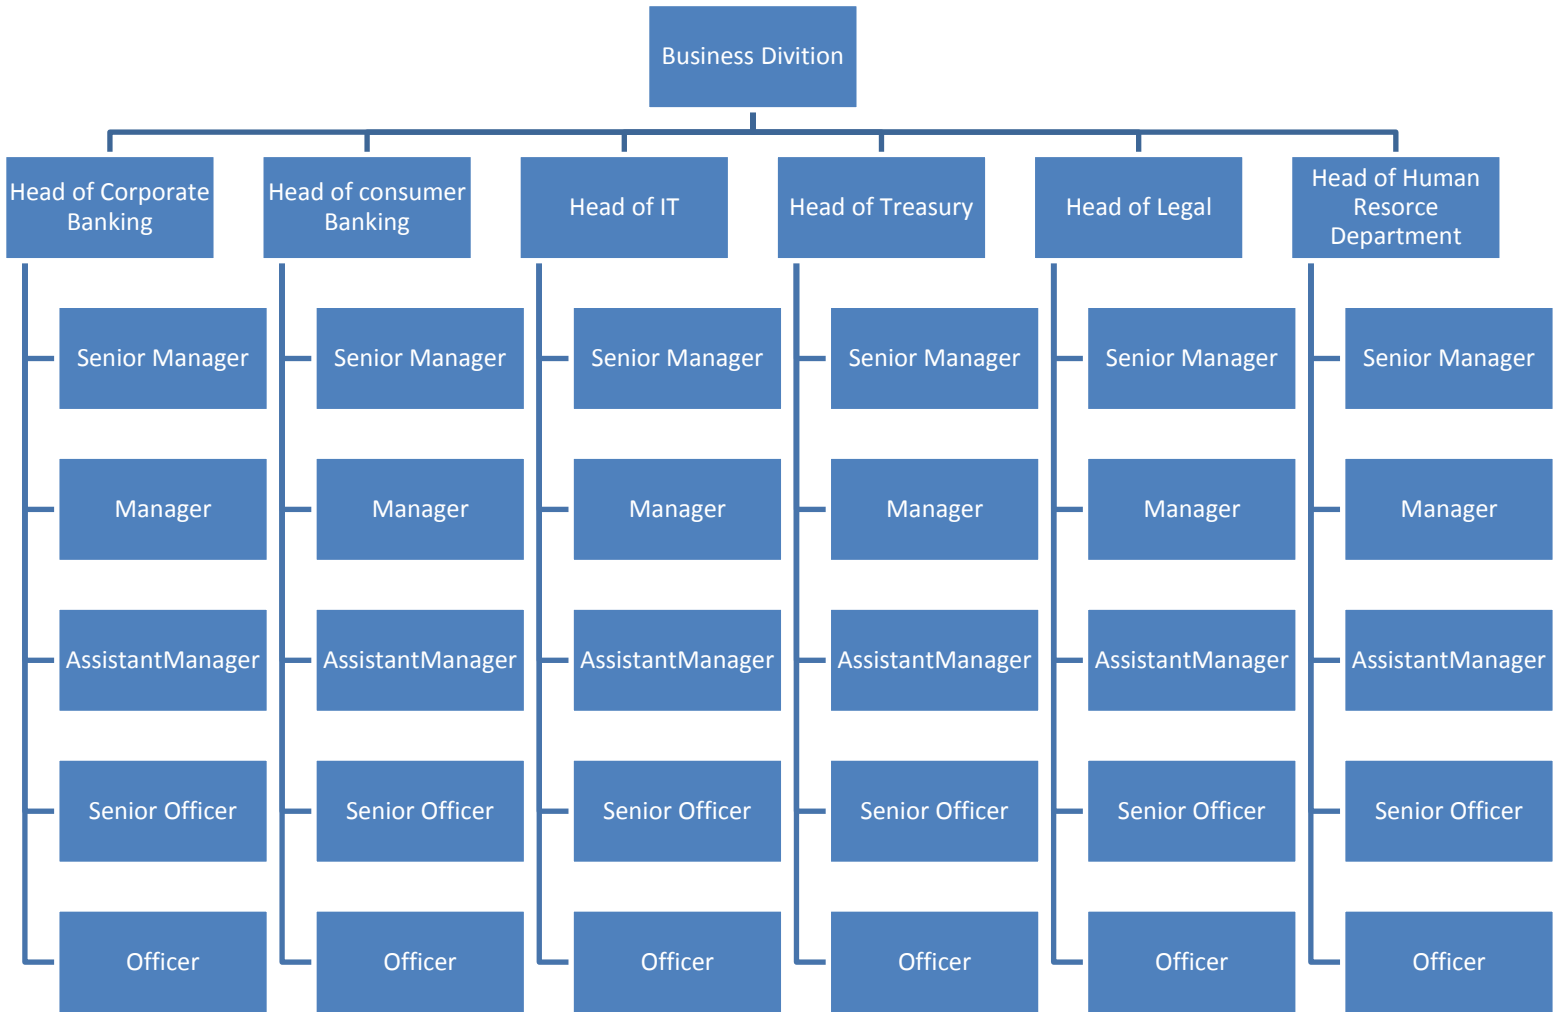 Business Divition
Head of Corporate
Banking
Head of consumer
Banking
Head of IT
Head of Treasury
Head of Legal
Head of Human
Resorce
Department
Senior Manager
Senior Manager
Senior Manager
Senior Manager
Senior Manager
Senior Manager
Manager
Manager
Manager
Manager
Manager
Manager
AssistantManager
AssistantManager
AssistantManager
AssistantManager
AssistantManager
AssistantManager
Senior Officer
Senior Officer
Senior Officer
Senior Officer
Senior Officer
Senior Officer
Officer
Officer
Officer
Officer
Officer
Officer